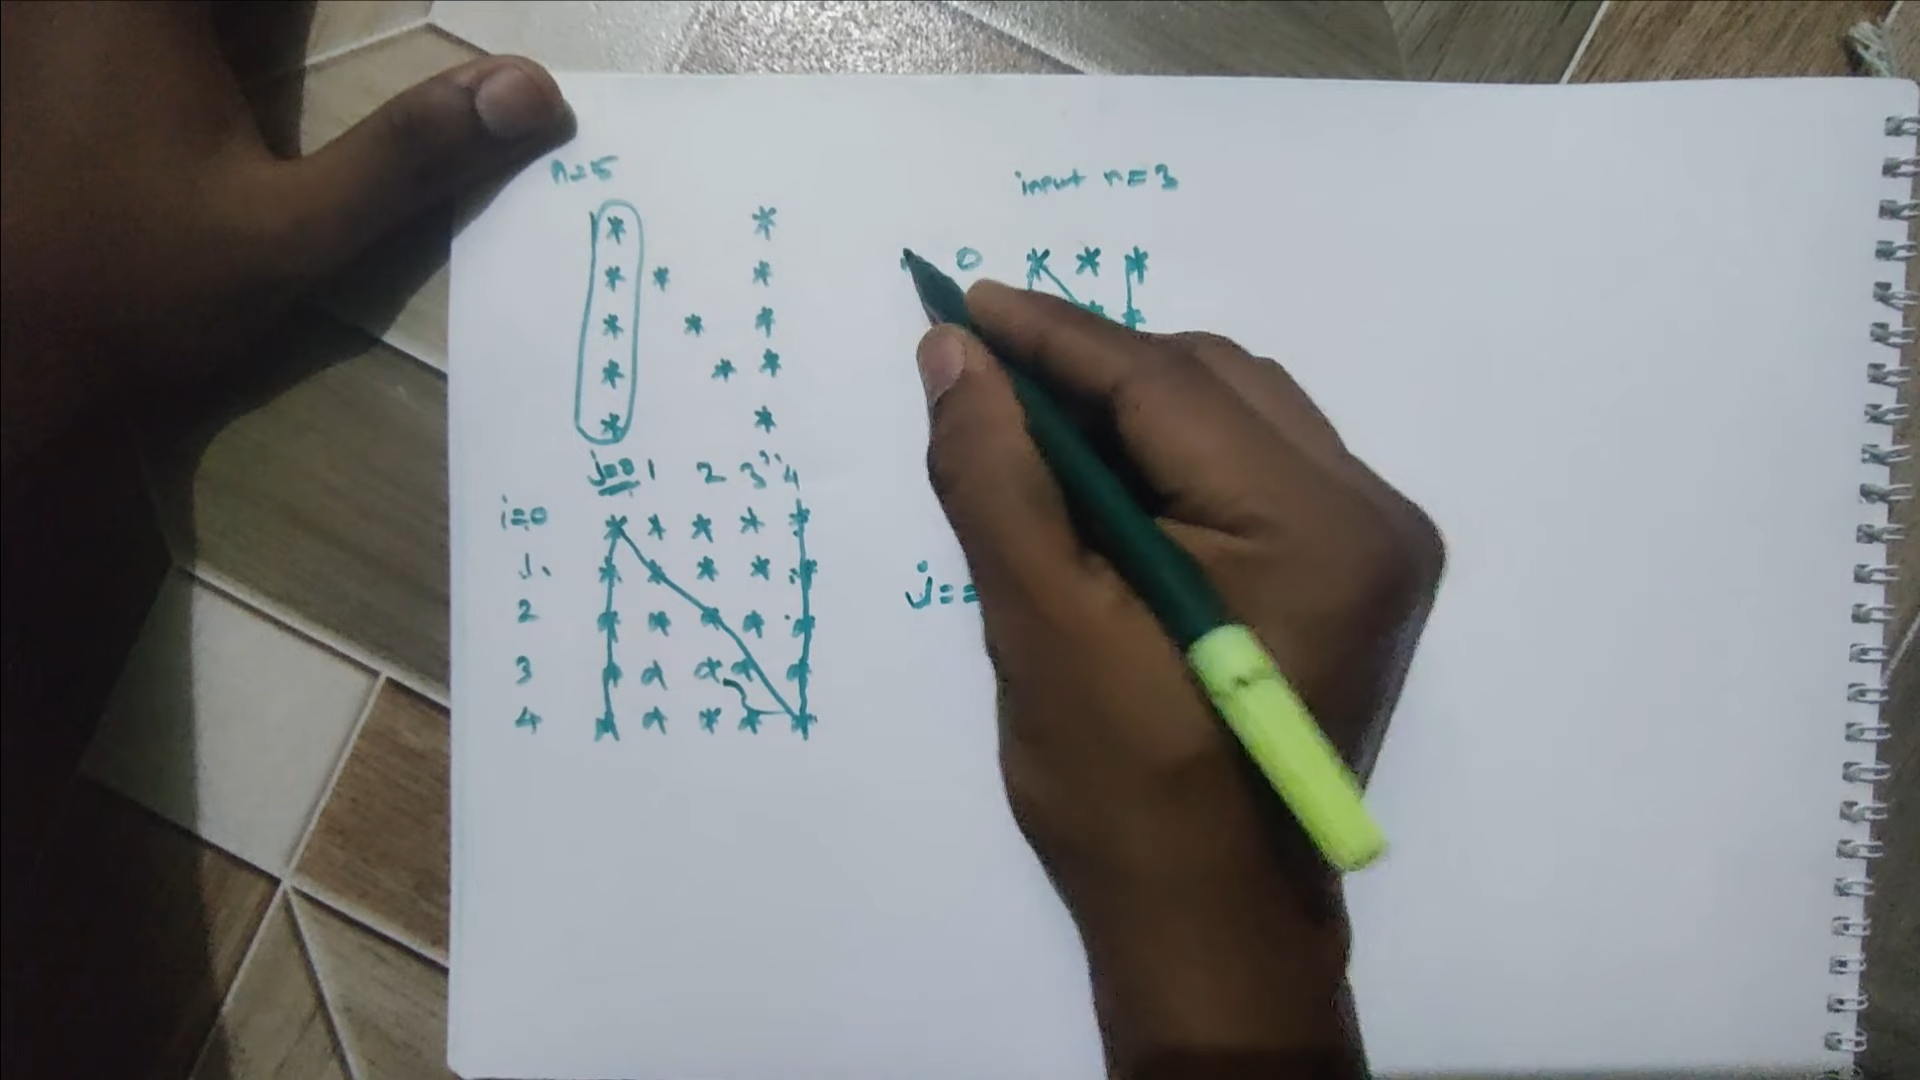 n=5
*     *
* *   *
*  *  *
*   * *
*     *
j=0 1 2 3 4
i=0 * * * * *
1 * * * * *
2 * * * * *
3 * * * * *
4 * * * * *
input n=3
0 * * *
j==